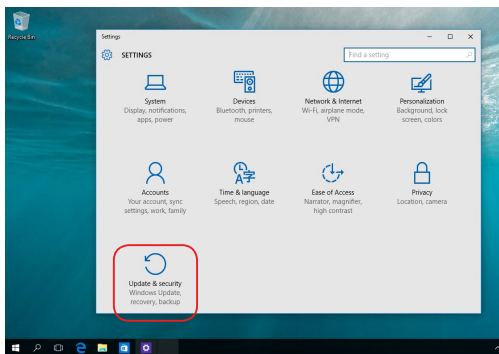 Recycle Bin
Settings
SETTINGS
Find a setting
System
Display, notifications,
apps, power
Devices
Bluetooth, printers,
mouse
Network & Internet
Wi-Fi, airplane mode,
VPN
Personalization
Background, lock
screen, colors
Accounts
Your account, sync
settings, work, family
A字
Time & language
Speech, region, date
Ease of Access
Narrator, magnifier,
high contrast
Privacy
Location, camera
Update & security
Windows Update,
recovery, backup